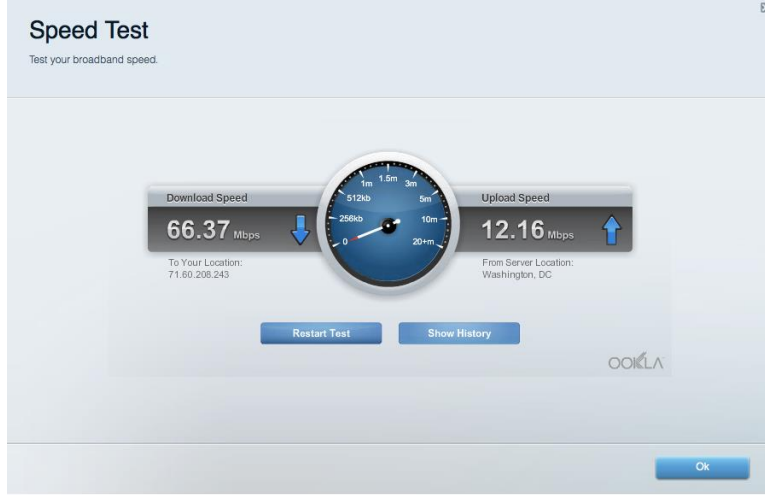 Speed Test
Test your broadband speed.
Download Speed
66.37 Mbps
To Your Location:
71.60.208.243
0
256kb
512kb
1m
1.5m
3m
5m
10m
20+m
Upload Speed
12.16 Mbps
From Server Location:
Washington, DC
Restart Test
Show History
OOKLA
Ok